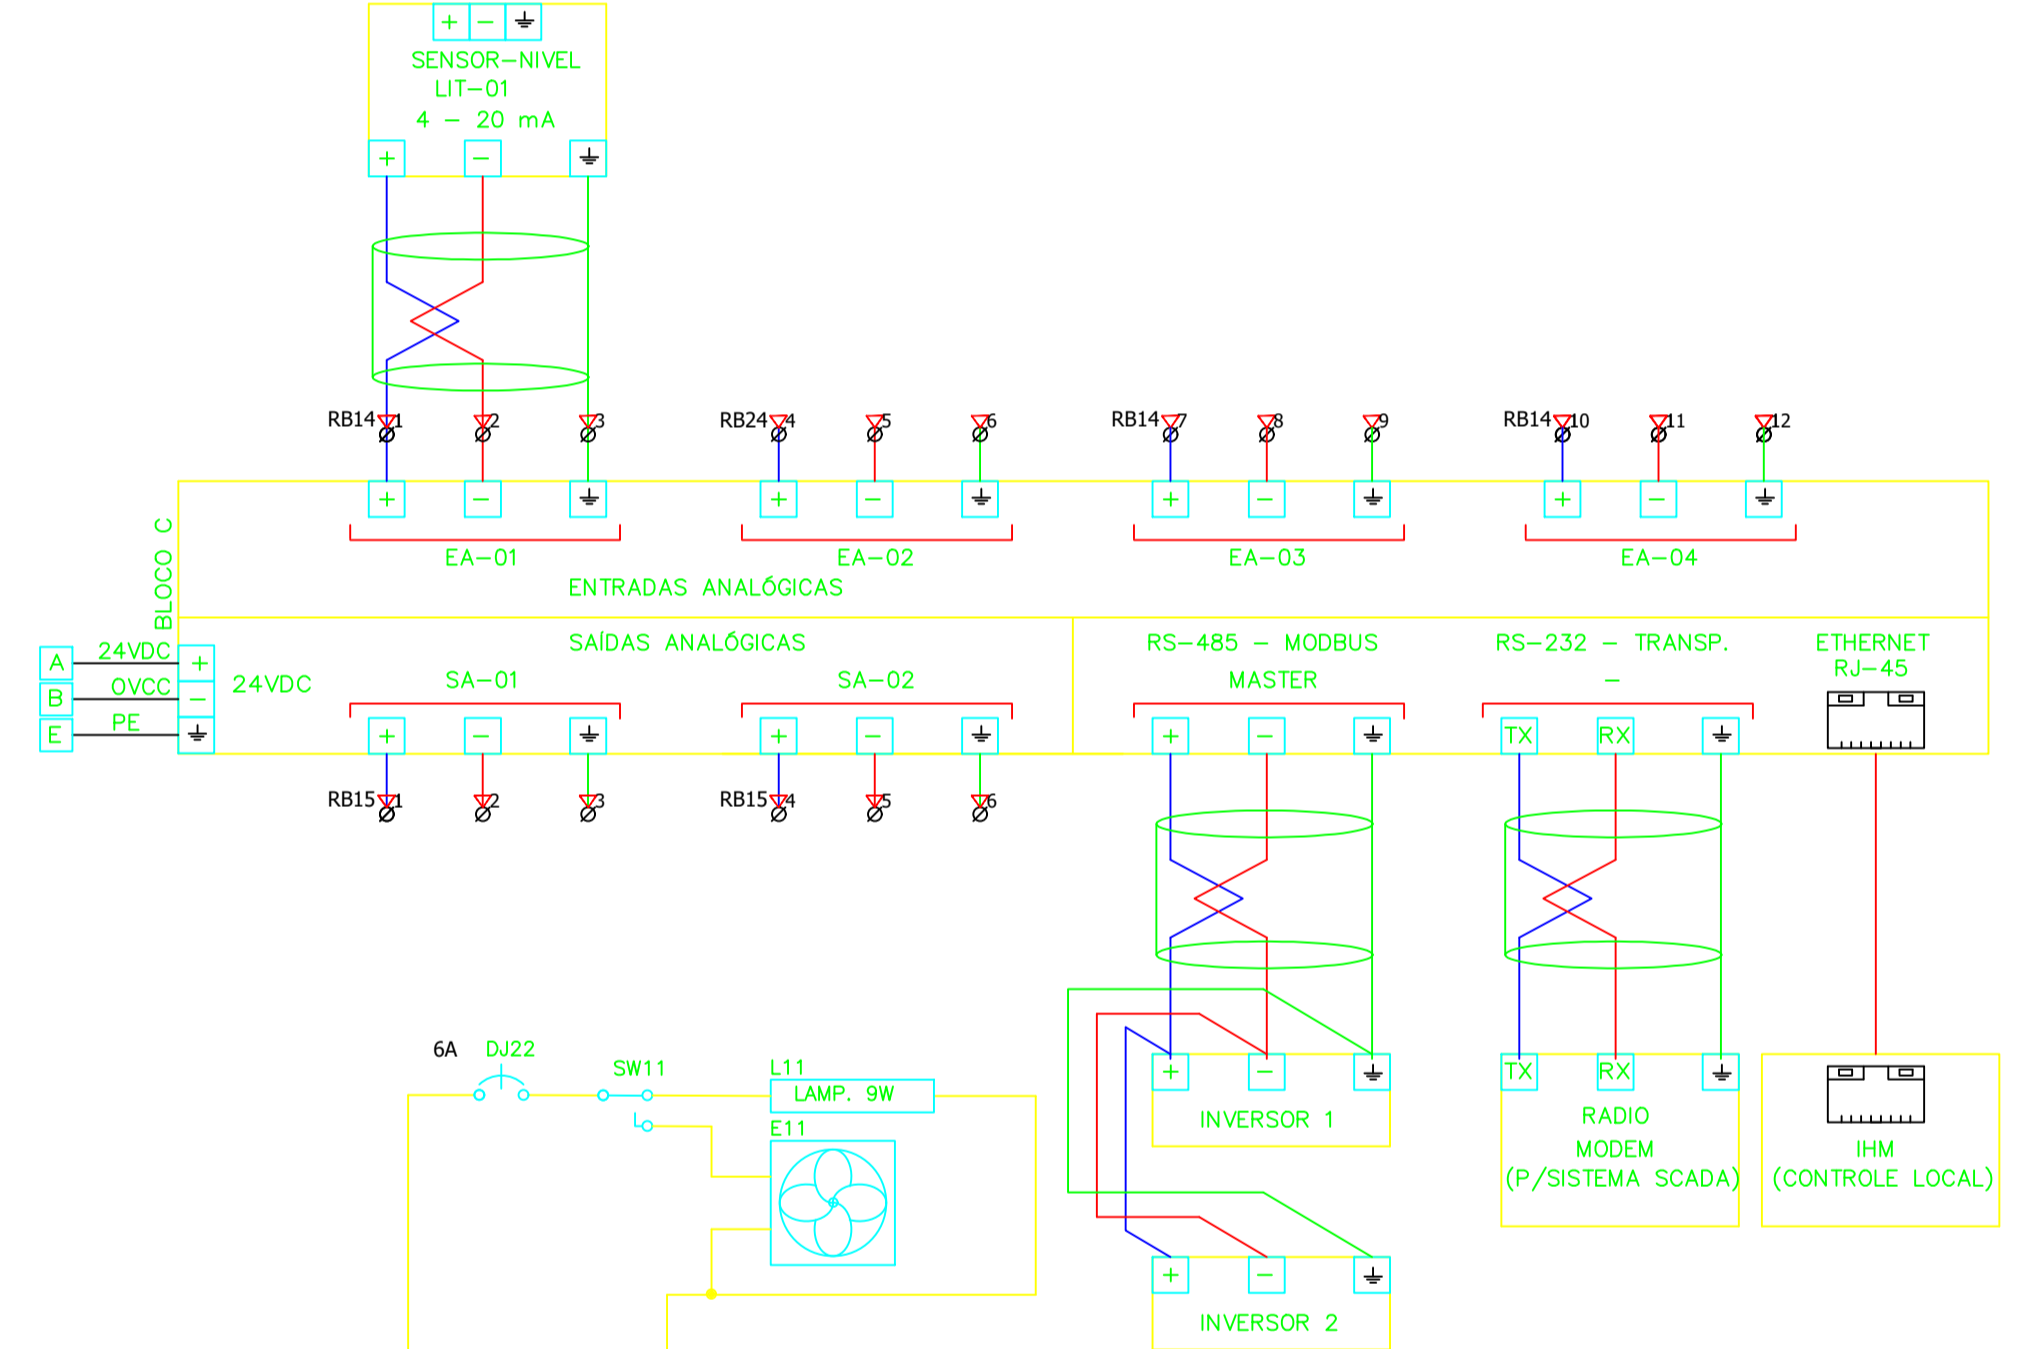 + −
SENSOR-NIVEL
LIT-01
4 - 20 mA
+ −
RB14 1 2 3
RB24 4 5 6
RB14 7 8 9
RB14 10 11 12
+ − + − + − + −
EA-01 EA-02 EA-03 EA-04
ENTRADAS ANALÓGICAS
BLOCO C
SAÍDAS ANALÓGICAS
RS-485 - MODBUS
MASTER
RS-232 - TRANSP.
-
ETHERNET
RJ-45
A 24VDC +
B 0VCC −
E PE
24VDC
SA-01 SA-02
+ − + − + − TX RX
RB15 1 2 3
RB15 4 5 6
6A DJ22
SW11
L11
LAMP. 9W
E11
+ −
INVERSOR 1
TX RX
RADIO
MODEM
(P/SISTEMA SCADA)
IHM
(CONTROLE LOCAL)
+ −
INVERSOR 2